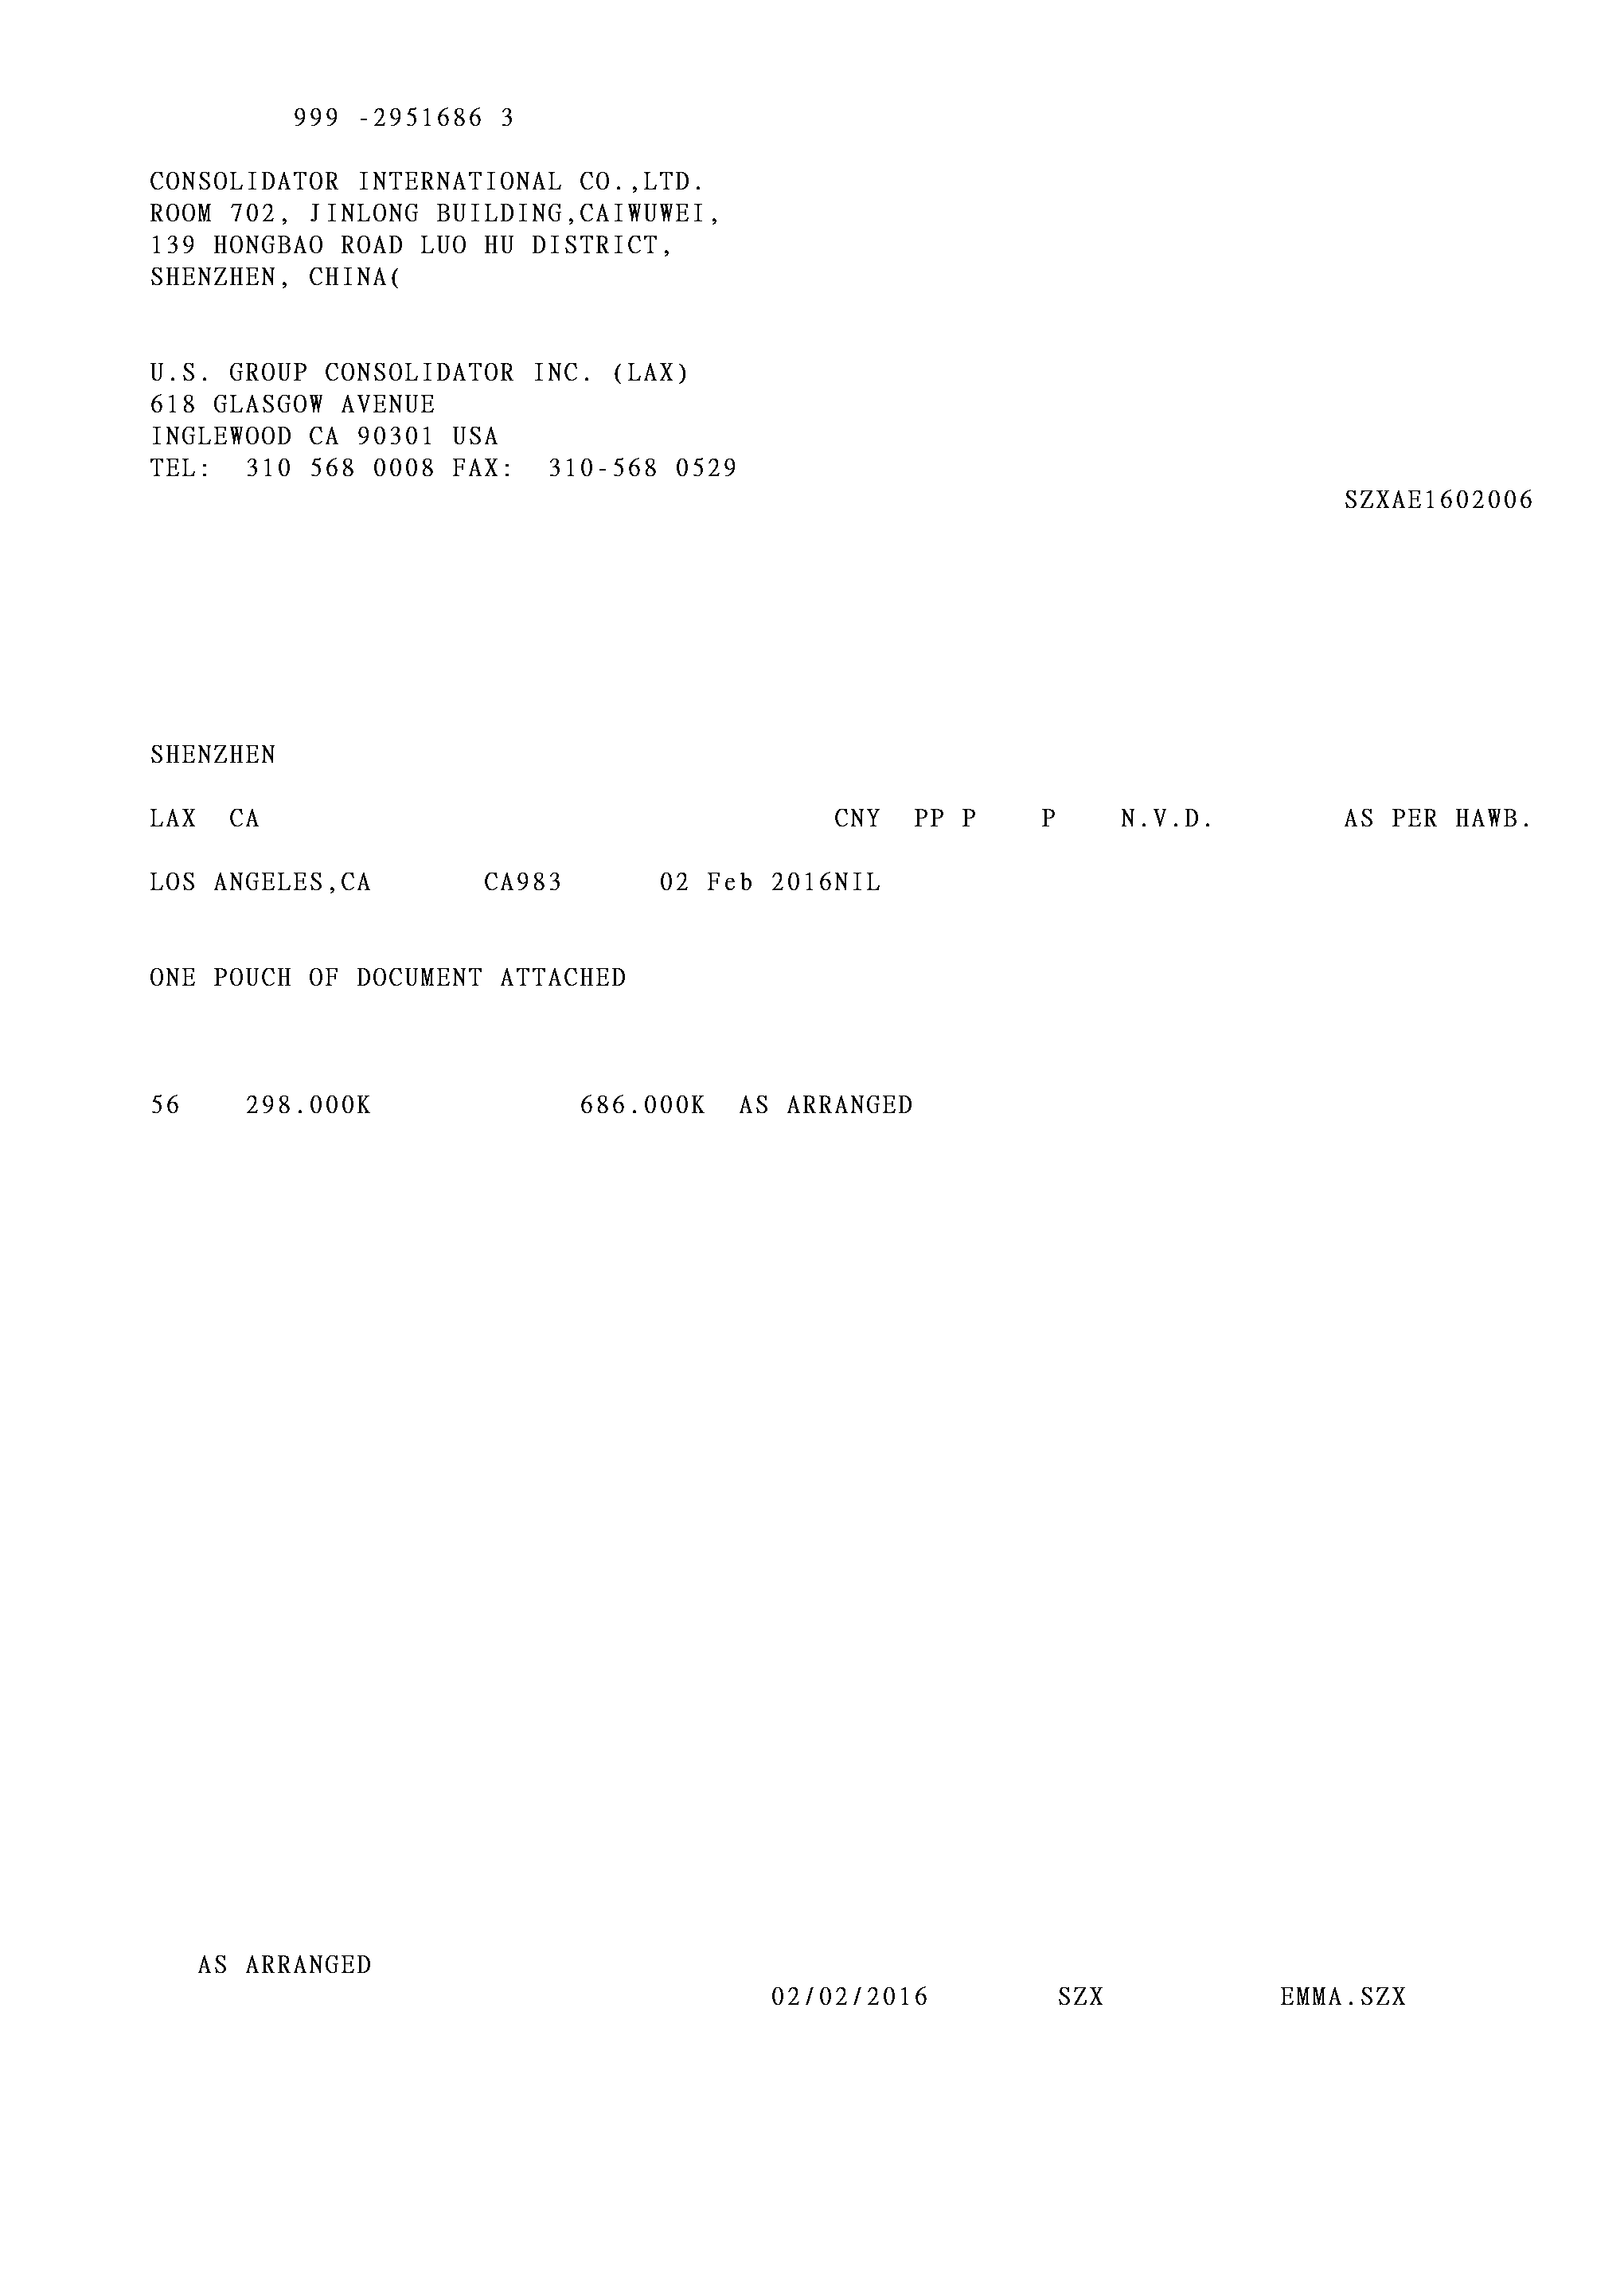 999 -2951686 3
CONSOLIDATOR INTERNATIONAL CO.,LTD.
ROOM 702, JINLONG BUILDING,CAIWUWEI,
139 HONGBAO ROAD LUO HU DISTRICT,
SHENZHEN, CHINA(
U.S. GROUP CONSOLIDATOR INC. (LAX)
618 GLASGOW AVENUE
INGLEWOOD CA 90301 USA
TEL: 310 568 0008 FAX: 310-568 0529
SZXAE1602006
SHENZHEN
LAX CA CNY PP P P N.V.D. AS PER HAWB.
LOS ANGELES,CA CA983 02 Feb 2016NIL
ONE POUCH OF DOCUMENT ATTACHED
56 298.000K 686.000K AS ARRANGED
AS ARRANGED
02/02/2016 SZX EMMA.SZX